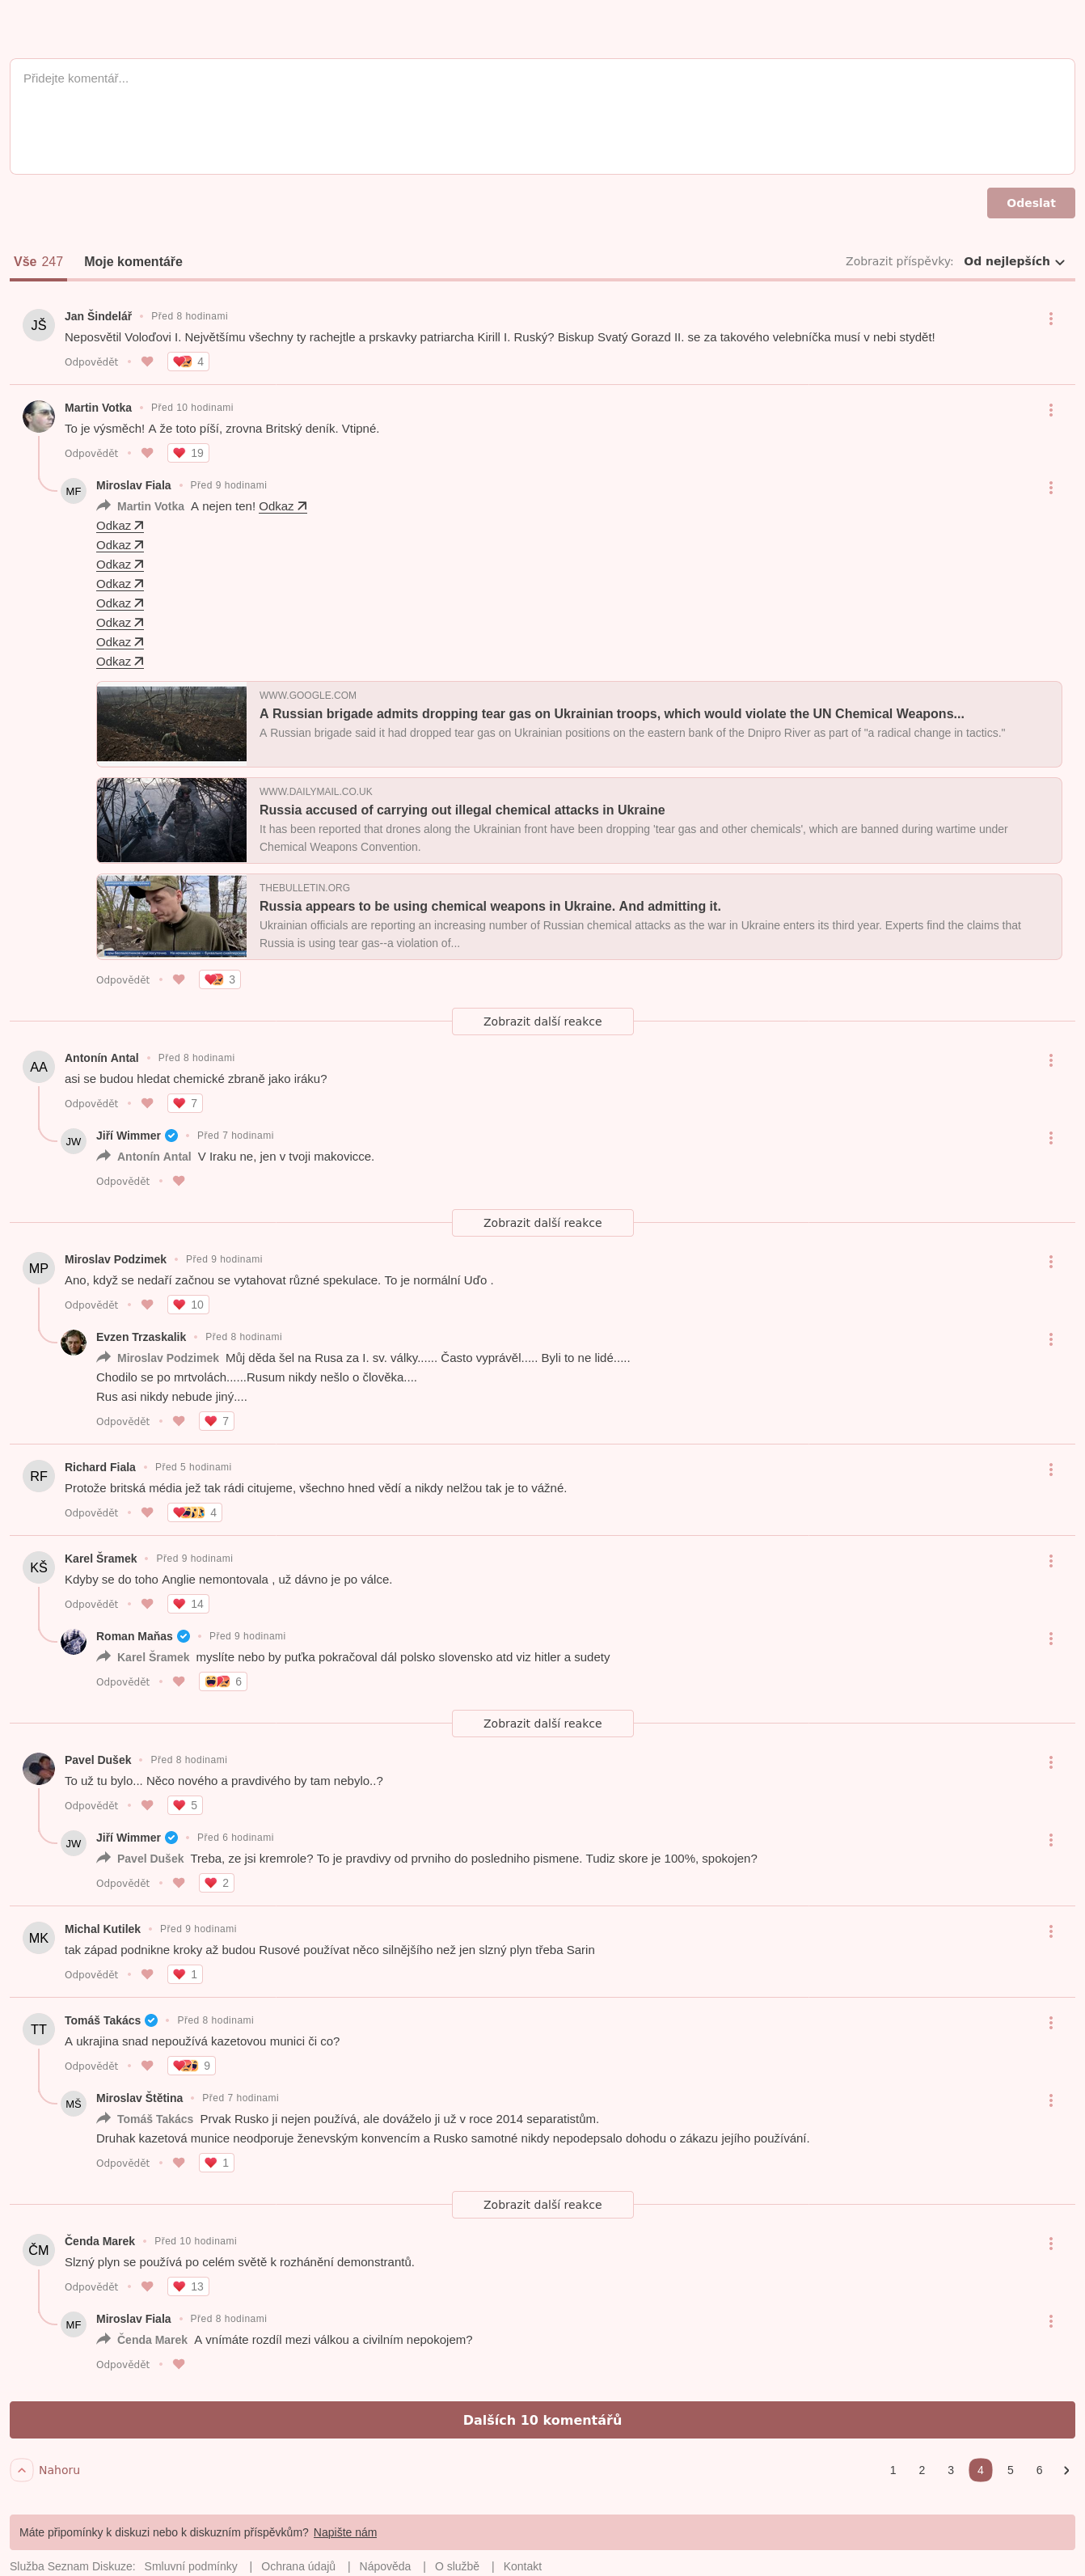 Přidejte komentář...
Odeslat
Vše 247 Moje komentáře Zobrazit příspěvky: Od nejlepších
JŠ Jan Šindelář • Před 8 hodinami
Neposvětil Voloďovi I. Největšímu všechny ty rachejtle a prskavky patriarcha Kirill I. Ruský? Biskup Svatý Gorazd II. se za takového velebníčka musí v nebi stydět!
Odpovědět • 4
Martin Votka • Před 10 hodinami
To je výsměch! A že toto píší, zrovna Britský deník. Vtipné.
Odpovědět • 19
MF Miroslav Fiala • Před 9 hodinami
Martin Votka A nejen ten! Odkaz
Odkaz
Odkaz
Odkaz
Odkaz
Odkaz
Odkaz
Odkaz
Odkaz
WWW.GOOGLE.COM
A Russian brigade admits dropping tear gas on Ukrainian troops, which would violate the UN Chemical Weapons...
A Russian brigade said it had dropped tear gas on Ukrainian positions on the eastern bank of the Dnipro River as part of "a radical change in tactics."
WWW.DAILYMAIL.CO.UK
Russia accused of carrying out illegal chemical attacks in Ukraine
It has been reported that drones along the Ukrainian front have been dropping 'tear gas and other chemicals', which are banned during wartime under
Chemical Weapons Convention.
THEBULLETIN.ORG
Russia appears to be using chemical weapons in Ukraine. And admitting it.
Ukrainian officials are reporting an increasing number of Russian chemical attacks as the war in Ukraine enters its third year. Experts find the claims that
Russia is using tear gas--a violation of...
Odpovědět • 3
Zobrazit další reakce
AA Antonín Antal • Před 8 hodinami
asi se budou hledat chemické zbraně jako iráku?
Odpovědět • 7
JW Jiří Wimmer • Před 7 hodinami
Antonín Antal V Iraku ne, jen v tvoji makovicce.
Odpovědět •
Zobrazit další reakce
MP Miroslav Podzimek • Před 9 hodinami
Ano, když se nedaří začnou se vytahovat různé spekulace. To je normální Uďo .
Odpovědět • 10
Evzen Trzaskalik • Před 8 hodinami
Miroslav Podzimek Můj děda šel na Rusa za I. sv. války...... Často vyprávěl..... Byli to ne lidé.....
Chodilo se po mrtvolách......Rusum nikdy nešlo o člověka....
Rus asi nikdy nebude jiný....
Odpovědět • 7
RF Richard Fiala • Před 5 hodinami
Protože britská média jež tak rádi citujeme, všechno hned vědí a nikdy nelžou tak je to vážné.
Odpovědět • 4
KŠ Karel Šramek • Před 9 hodinami
Kdyby se do toho Anglie nemontovala , už dávno je po válce.
Odpovědět • 14
Roman Maňas • Před 9 hodinami
Karel Šramek myslíte nebo by puťka pokračoval dál polsko slovensko atd viz hitler a sudety
Odpovědět • 6
Zobrazit další reakce
Pavel Dušek • Před 8 hodinami
To už tu bylo... Něco nového a pravdivého by tam nebylo..?
Odpovědět • 5
JW Jiří Wimmer • Před 6 hodinami
Pavel Dušek Treba, ze jsi kremrole? To je pravdivy od prvniho do posledniho pismene. Tudiz skore je 100%, spokojen?
Odpovědět • 2
MK Michal Kutilek • Před 9 hodinami
tak západ podnikne kroky až budou Rusové používat něco silnějšího než jen slzný plyn třeba Sarin
Odpovědět • 1
TT Tomáš Takács • Před 8 hodinami
A ukrajina snad nepoužívá kazetovou munici či co?
Odpovědět • 9
MŠ Miroslav Štětina • Před 7 hodinami
Tomáš Takács Prvak Rusko ji nejen používá, ale dováželo ji už v roce 2014 separatistům.
Druhak kazetová munice neodporuje ženevským konvencím a Rusko samotné nikdy nepodepsalo dohodu o zákazu jejího používání.
Odpovědět • 1
Zobrazit další reakce
ČM Čenda Marek • Před 10 hodinami
Slzný plyn se používá po celém světě k rozhánění demonstrantů.
Odpovědět • 13
MF Miroslav Fiala • Před 8 hodinami
Čenda Marek A vnímáte rozdíl mezi válkou a civilním nepokojem?
Odpovědět •
Dalších 10 komentářů
Nahoru 1 2 3 4 5 6
Máte připomínky k diskuzi nebo k diskuzním příspěvkům? Napište nám
Služba Seznam Diskuze: Smluvní podmínky | Ochrana údajů | Nápověda | O službě | Kontakt